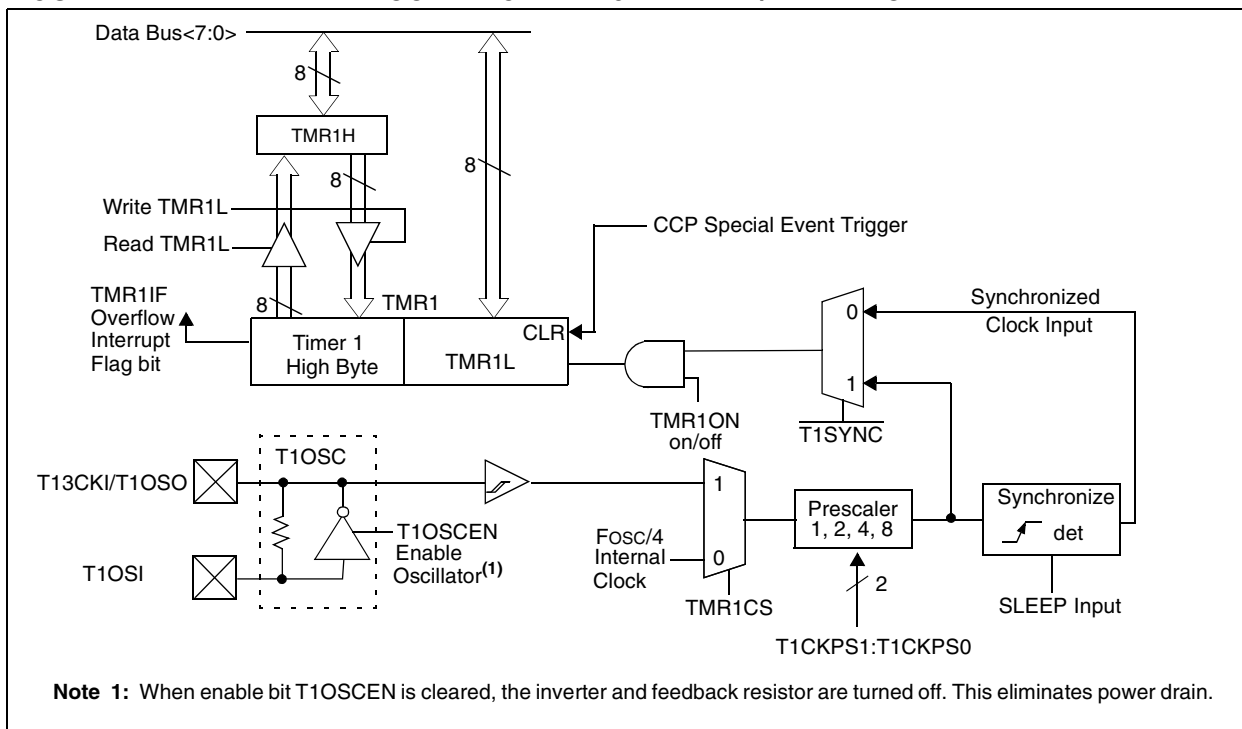 Data Bus<7:0>
8
TMR1H
8
8
Write TMR1L
Read TMR1L
CCP Special Event Trigger
TMR1IF
Overflow
Interrupt
Flag bit
8
TMR1
Timer 1
High Byte
TMR1L
CLR
0
1
Synchronized
Clock Input
TMR1ON
on/off
T1SYNC
T1OSC
T13CKI/T1OSO
T1OSI
T1OSCEN
Enable
Oscillator(1)
FOSC/4
Internal
Clock
1
0
TMR1CS
Prescaler
1, 2, 4, 8
2
T1CKPS1:T1CKPS0
Synchronize
det
SLEEP Input
Note 1: When enable bit T1OSCEN is cleared, the inverter and feedback resistor are turned off. This eliminates power drain.